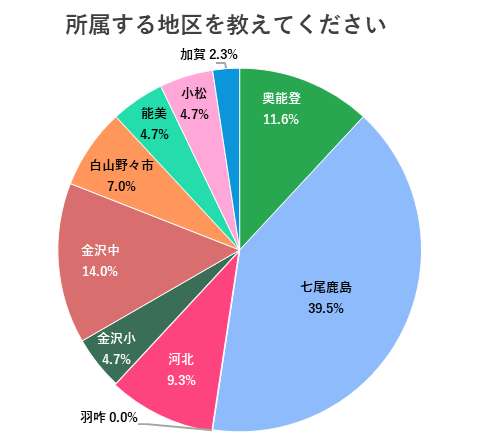 所属する地区を教えてください
加賀 2.3%
奥能登
11.6%
小松
4.7%
能美
4.7%
白山野々市
7.0%
金沢中
14.0%
七尾鹿島
39.5%
金沢小
4.7%
河北
9.3%
羽咋 0.0%